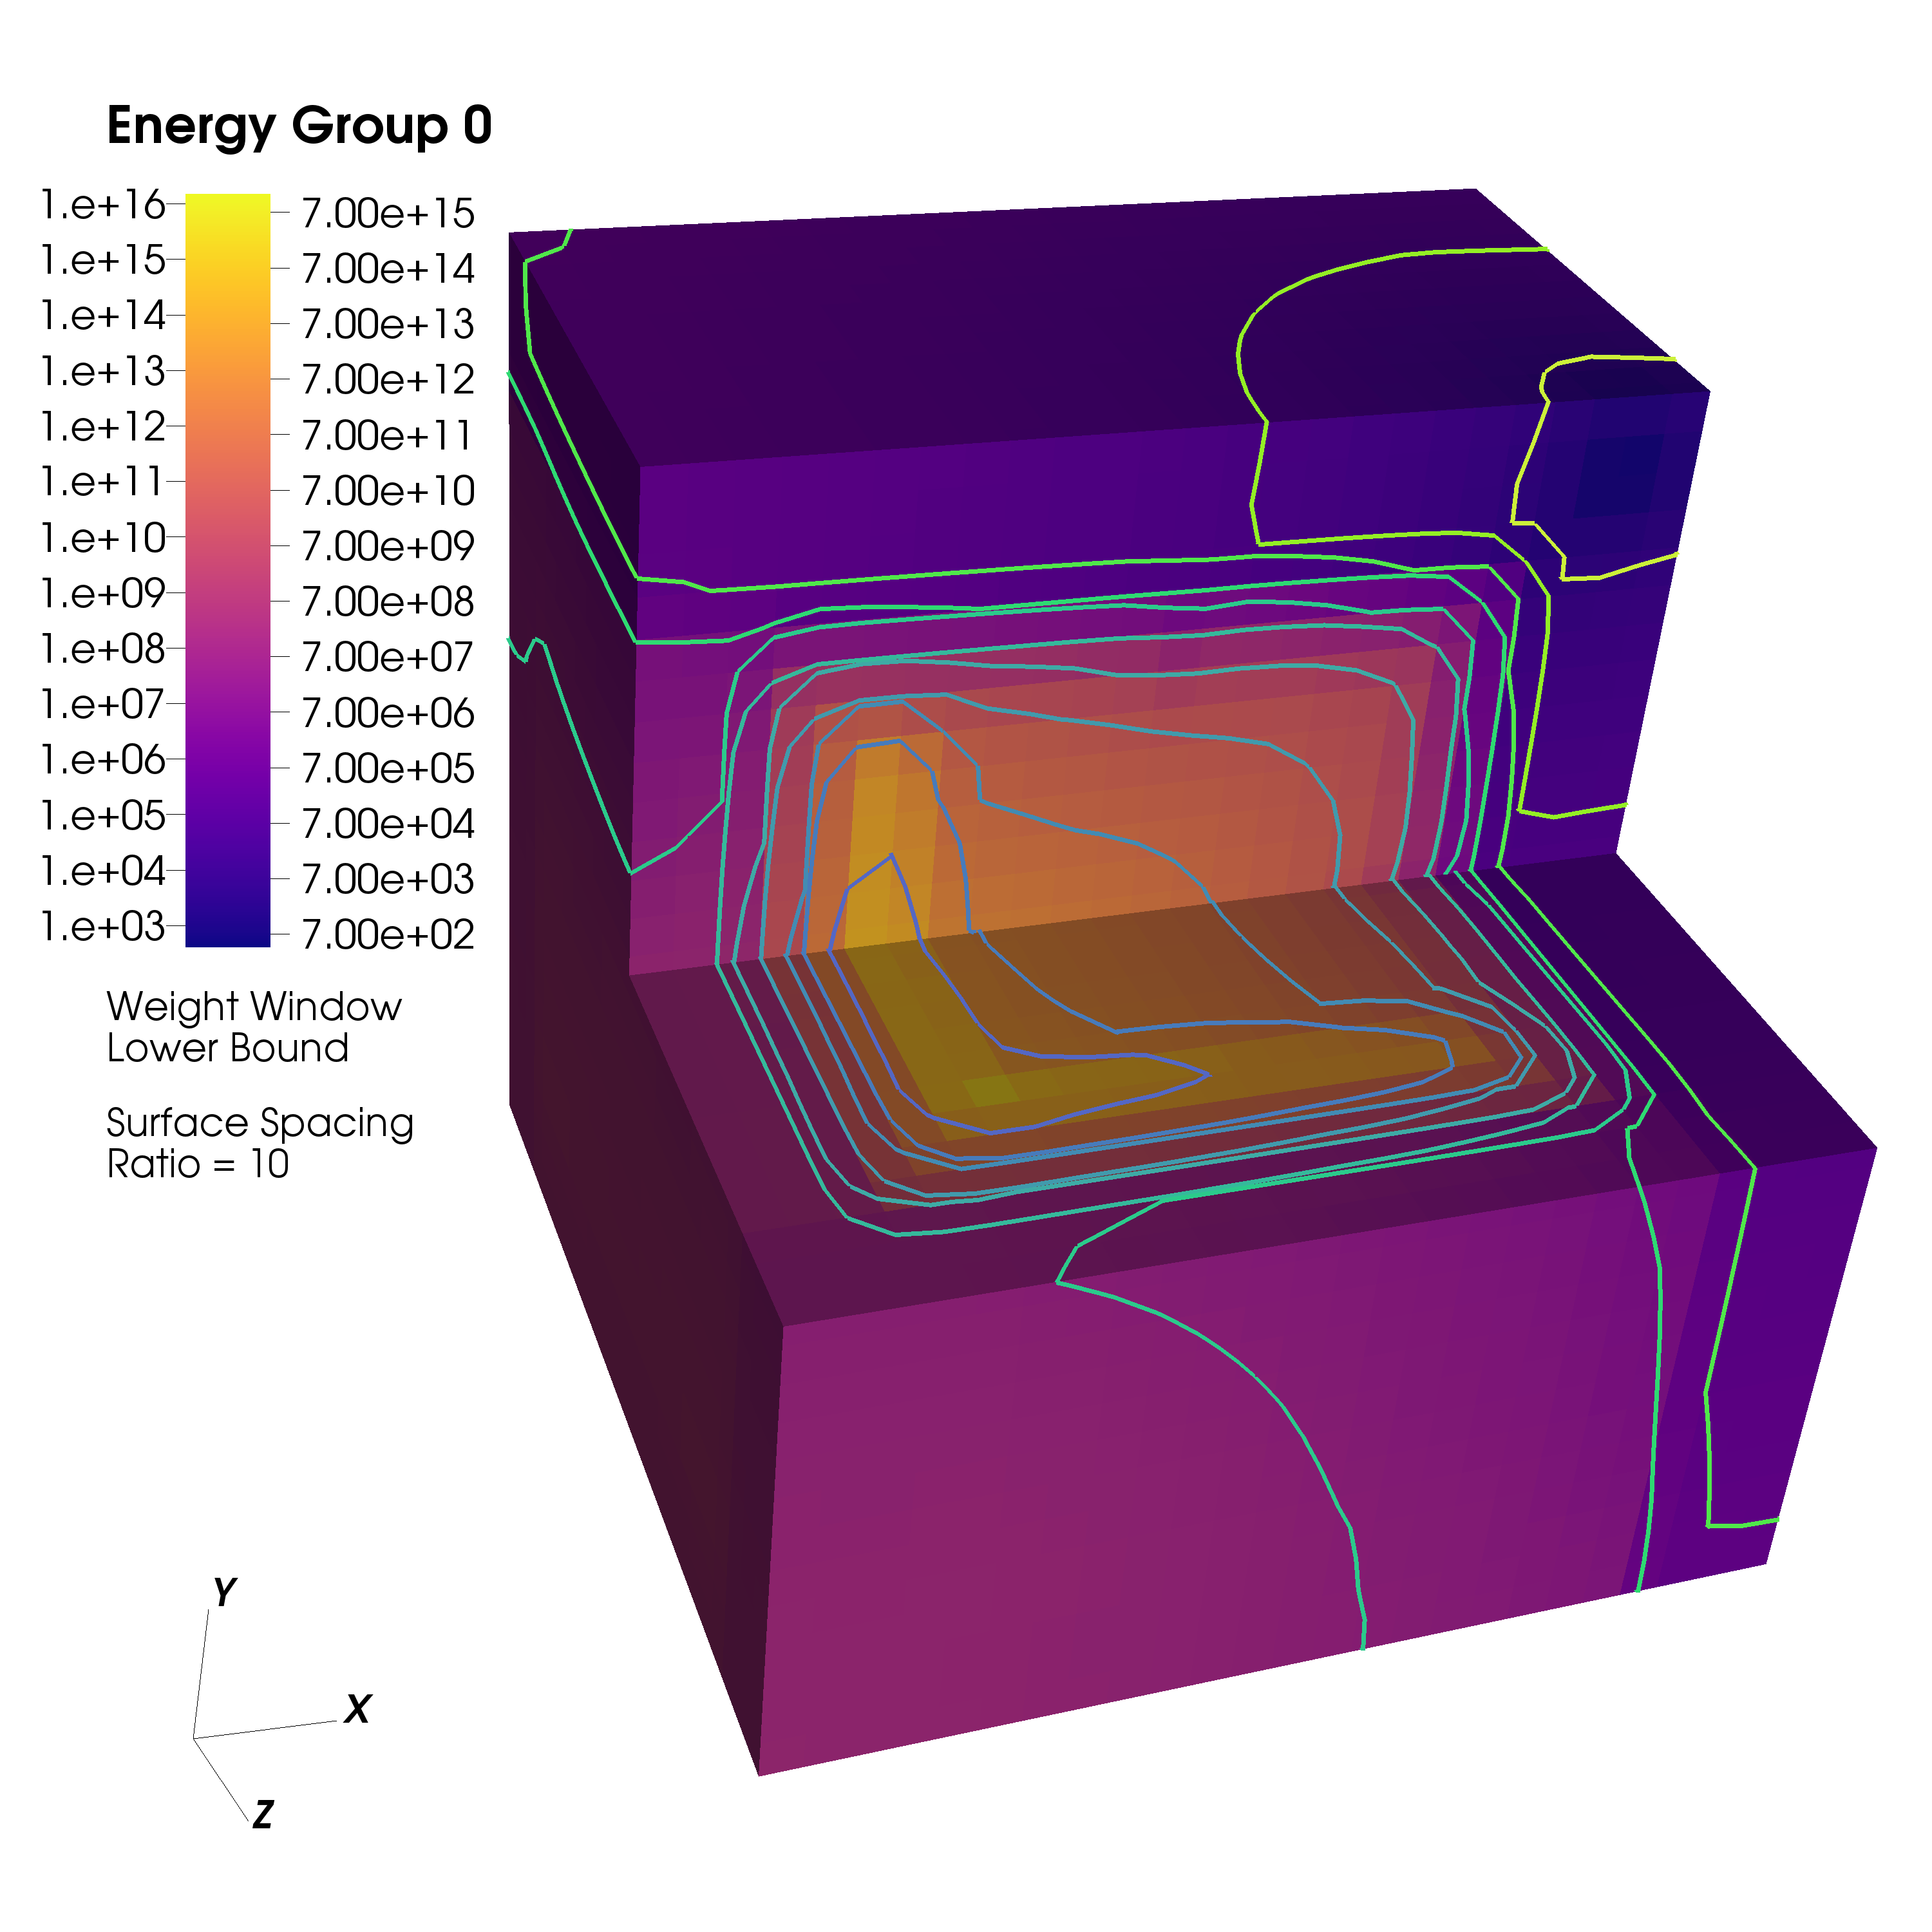 Energy Group 0
1.e+16 7.00e+15
1.e+15 7.00e+14
1.e+14 7.00e+13
1.e+13 7.00e+12
1.e+12 7.00e+11
1.e+11 7.00e+10
1.e+10 7.00e+09
1.e+09 7.00e+08
1.e+08 7.00e+07
1.e+07 7.00e+06
1.e+06 7.00e+05
1.e+05 7.00e+04
1.e+04 7.00e+03
1.e+03 7.00e+02
Weight Window
Lower Bound
Surface Spacing
Ratio = 10
Y
X
Z